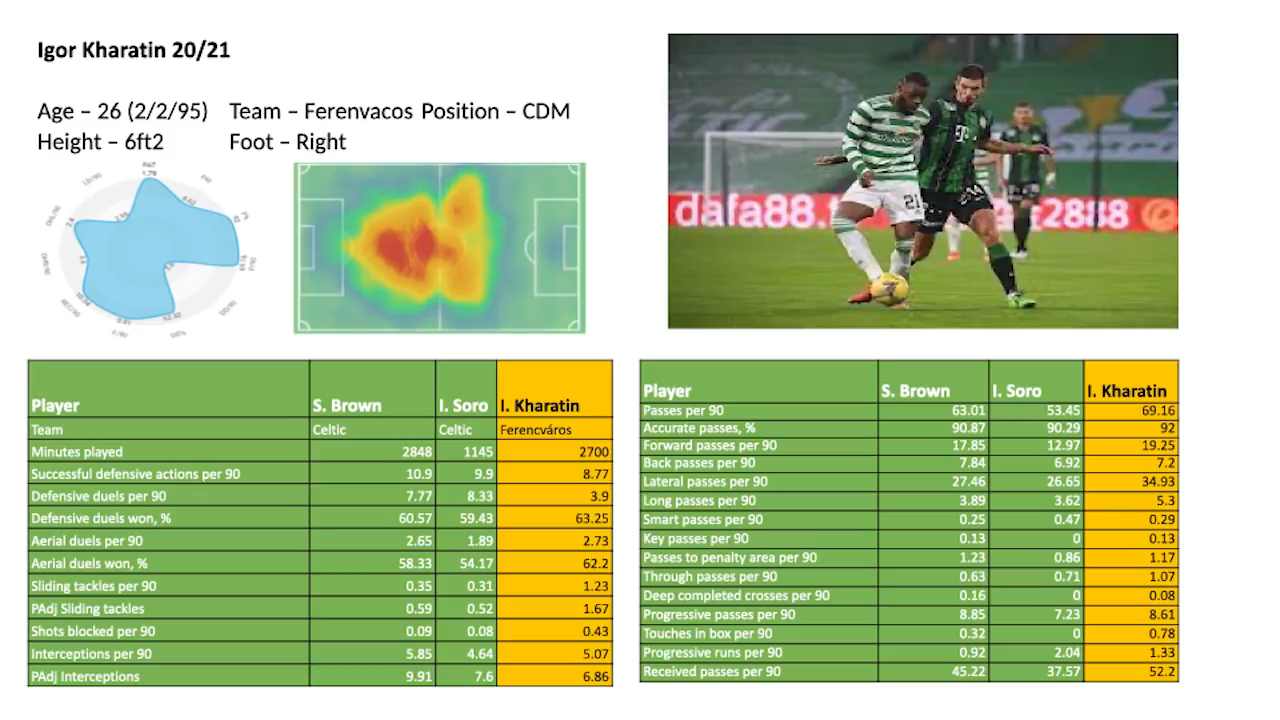 Igor Kharatin 20/21
Age – 26 (2/2/95) Team – Ferenvacos Position – CDM
Height – 6ft2 Foot – Right
dafa88.
2888
21
14
Player S. Brown I. Soro I. Kharatin
Team Celtic Celtic Ferencváros
Minutes played 2848 1145 2700
Successful defensive actions per 90 10.9 9.9 8.77
Defensive duels per 90 7.77 8.33 3.9
Defensive duels won, % 60.57 59.43 63.25
Aerial duels per 90 2.65 1.89 2.73
Aerial duels won, % 58.33 54.17 62.2
Sliding tackles per 90 0.35 0.31 1.23
PAdj Sliding tackles 0.59 0.52 1.67
Shots blocked per 90 0.09 0.08 0.43
Interceptions per 90 5.85 4.64 5.07
PAdj Interceptions 9.91 7.6 6.86
Player S. Brown I. Soro I. Kharatin
Passes per 90 63.01 53.45 69.16
Accurate passes, % 90.87 90.29 92
Forward passes per 90 17.85 12.97 19.25
Back passes per 90 7.84 6.92 7.2
Lateral passes per 90 27.46 26.65 34.93
Long passes per 90 3.89 3.62 5.3
Smart passes per 90 0.25 0.47 0.29
Key passes per 90 0.13 0 0.13
Passes to penalty area per 90 1.23 0.86 1.17
Through passes per 90 0.63 0.71 1.07
Deep completed crosses per 90 0.16 0 0.08
Progressive passes per 90 8.85 7.23 8.61
Touches in box per 90 0.32 0 0.78
Progressive runs per 90 0.92 2.04 1.33
Received passes per 90 45.22 37.57 52.2